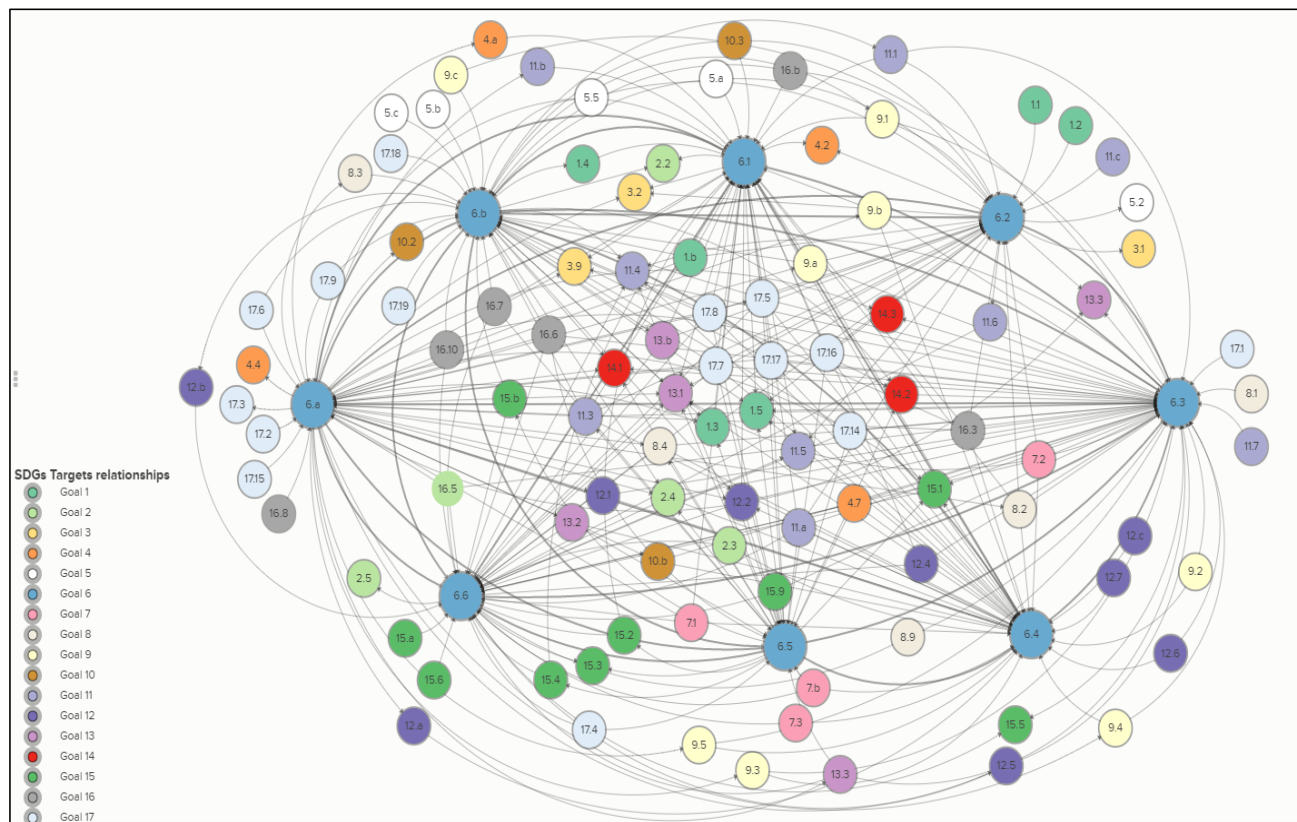 4.a
10.3
11.1
11.b
9.c
16.b
5.a
5.5
5.c
5.b
1.1
9.1
1.2
4.2
17.18
11.c
6.1
1.4
2.2
8.3
3.2
5.2
9.b
6.b
6.2
10.2
3.1
1.b
9.a
3.9
11.4
17.9
17.5
13.3
17.19
16.7
17.6
17.8
14.3
11.6
16.6
13.b
16.10
17.16
17.1
4.4
14.1
17.7
17.17
12.b
13.1
14.2
8.1
15.b
17.3
6.a
6.3
1.5
11.3
1.3
17.14
16.3
17.2
8.4
11.5
11.7
7.2
17.15
SDGs Targets relationships
16.5
15.1
Goal 1
12.1
2.4
12.2
4.7
8.2
Goal 2
16.8
13.2
11.a
Goal 3
12.c
Goal 4
2.3
10.b
12.4
Goal 5
2.5
12.7
9.2
Goal 6
6.6
15.9
Goal 7
7.1
Goal 8
15.a
15.2
6.5
8.9
6.4
Goal 9
12.6
15.3
Goal 10
15.6
15.4
7.b
Goal 11
Goal 12
12.a
17.4
7.3
15.5
9.4
Goal 13
9.5
Goal 14
9.3
13.3
12.5
Goal 15
Goal 16
Goal 17